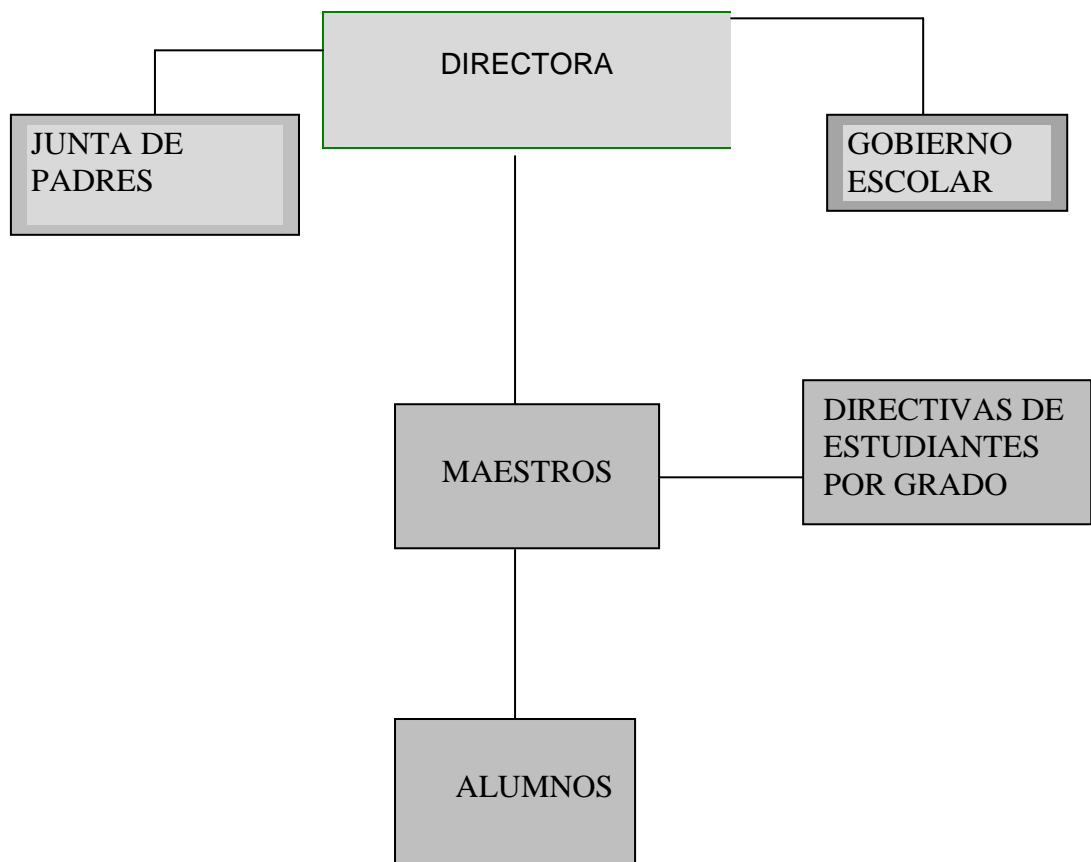 DIRECTORA
JUNTA DE
PADRES
GOBIERNO
ESCOLAR
MAESTROS
DIRECTIVAS DE
ESTUDIANTES
POR GRADO
ALUMNOS